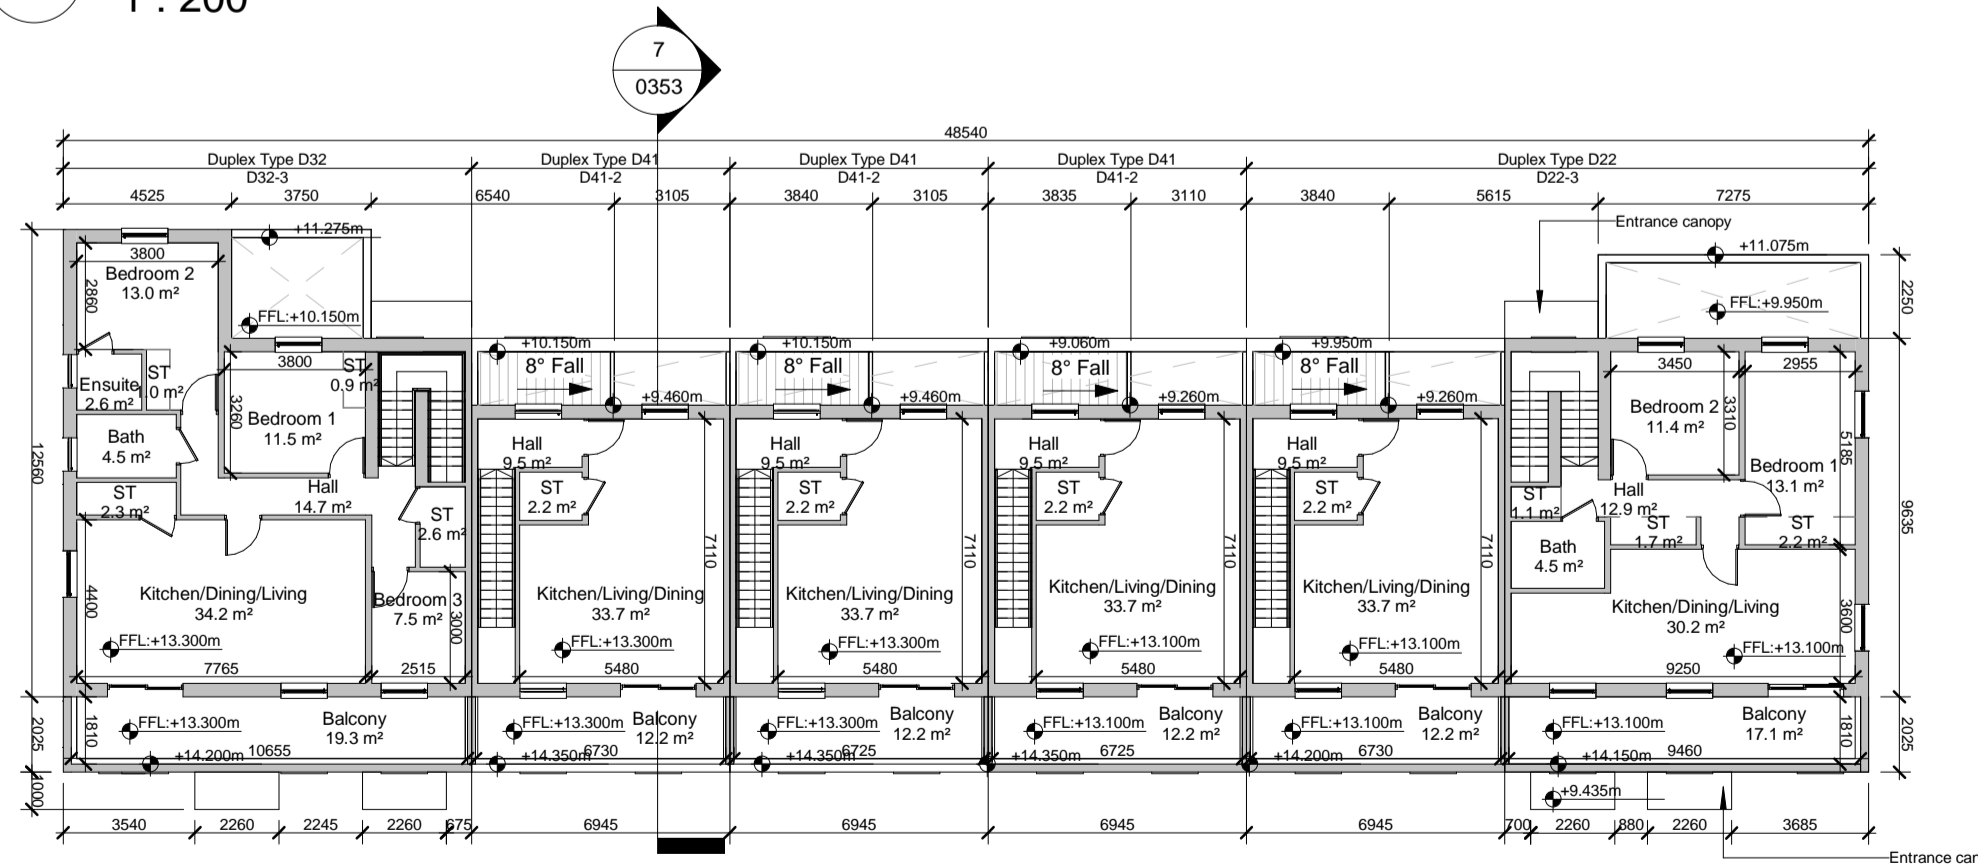 1 : 200
7
0353
48540
Duplex Type D32
Duplex Type D41
Duplex Type D41
Duplex Type D41
Duplex Type D22
D32-3
D41-2
D41-2
D41-2
D22-3
4525
3750
6540
3105
3840
3105
3835
3110
3840
5615
7275
Entrance canopy
+11.275m
+11.075m
3800
Bedroom 2
13.0 m²
2860
FFL:+10.150m
FFL:+9.950m
2250
+10.150m
+10.150m
+9.060m
+9.950m
8° Fall
8° Fall
8° Fall
8° Fall
+9.460m
+9.460m
+9.260m
+9.260m
3800
ST
0.9 m²
3450
2955
Ensuite
2.6 m²
ST
1.0 m²
3260
Bedroom 1
11.5 m²
Bedroom 2
11.4 m²
3310
5185
Bath
4.5 m²
Hall
9.5 m²
Hall
9.5 m²
Hall
9.5 m²
Hall
9.5 m²
Bedroom 1
13.1 m²
12560
9635
ST
2.3 m²
Hall
14.7 m²
ST
2.6 m²
ST
2.2 m²
ST
2.2 m²
ST
2.2 m²
ST
2.2 m²
ST
1.1 m²
Hall
12.9 m²
ST
1.7 m²
ST
2.2 m²
7110
7110
7110
7110
Bath
4.5 m²
4400
Kitchen/Dining/Living
34.2 m²
Bedroom 3
7.5 m²
3000
Kitchen/Living/Dining
33.7 m²
Kitchen/Living/Dining
33.7 m²
Kitchen/Living/Dining
33.7 m²
Kitchen/Living/Dining
33.7 m²
Kitchen/Dining/Living
30.2 m²
3600
FFL:+13.300m
FFL:+13.300m
FFL:+13.300m
FFL:+13.100m
FFL:+13.100m
FFL:+13.100m
7765
2515
5480
5480
5480
5480
9250
2025
1810
FFL:+13.300m
Balcony
19.3 m²
FFL:+13.300m
Balcony
12.2 m²
FFL:+13.300m
Balcony
12.2 m²
FFL:+13.100m
Balcony
12.2 m²
FFL:+13.100m
Balcony
12.2 m²
FFL:+13.100m
Balcony
17.1 m²
1810
2025
+14.200m
10655
+14.350m
6730
+14.350m
6725
+14.350m
6725
+14.200m
6730
+14.150m
9460
1000
+9.435m
3540
2260
2245
2260
675
6945
6945
6945
6945
700
2260
880
2260
3685